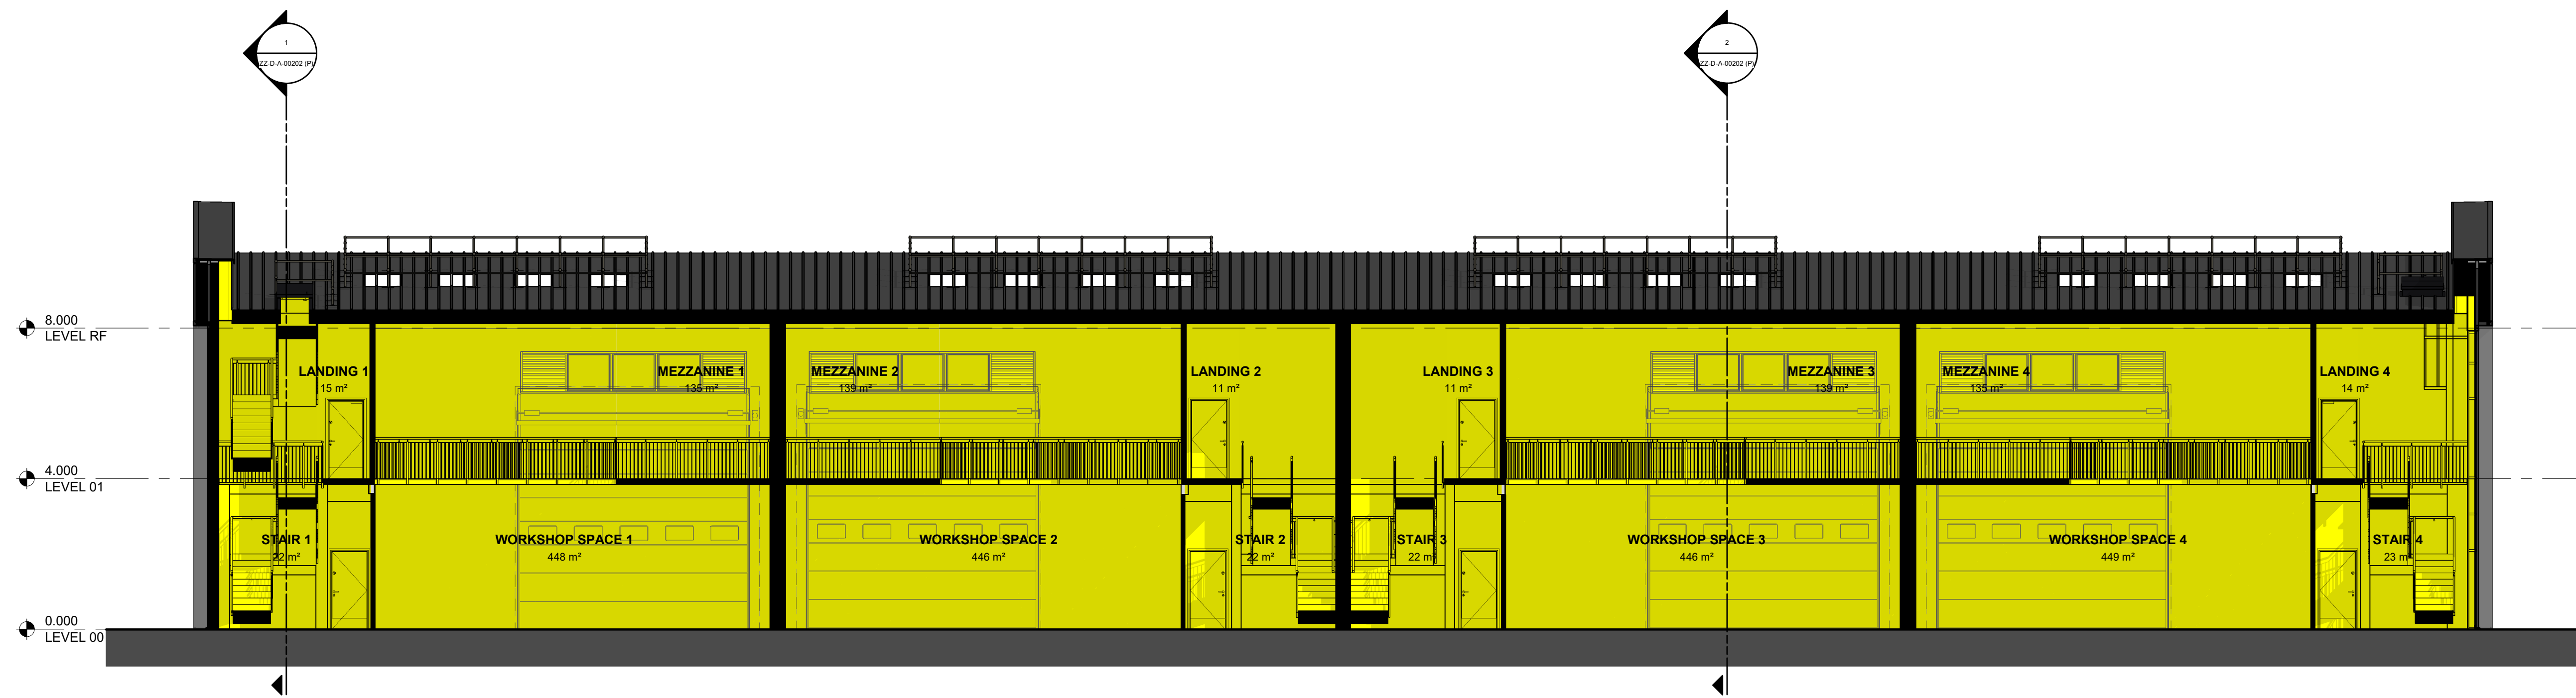 1
ZZ-D-A-00202 (P)
2
ZZ-D-A-00202 (P)
8.000
LEVEL RF
LANDING 1
15 m²
MEZZANINE 1
135 m²
MEZZANINE 2
139 m²
LANDING 2
11 m²
LANDING 3
11 m²
MEZZANINE 3
139 m²
MEZZANINE 4
135 m²
LANDING 4
14 m²
4.000
LEVEL 01
STAIR 1
22 m²
WORKSHOP SPACE 1
448 m²
WORKSHOP SPACE 2
446 m²
STAIR 2
22 m²
STAIR 3
22 m²
WORKSHOP SPACE 3
446 m²
WORKSHOP SPACE 4
449 m²
STAIR 4
23 m²
0.000
LEVEL 00